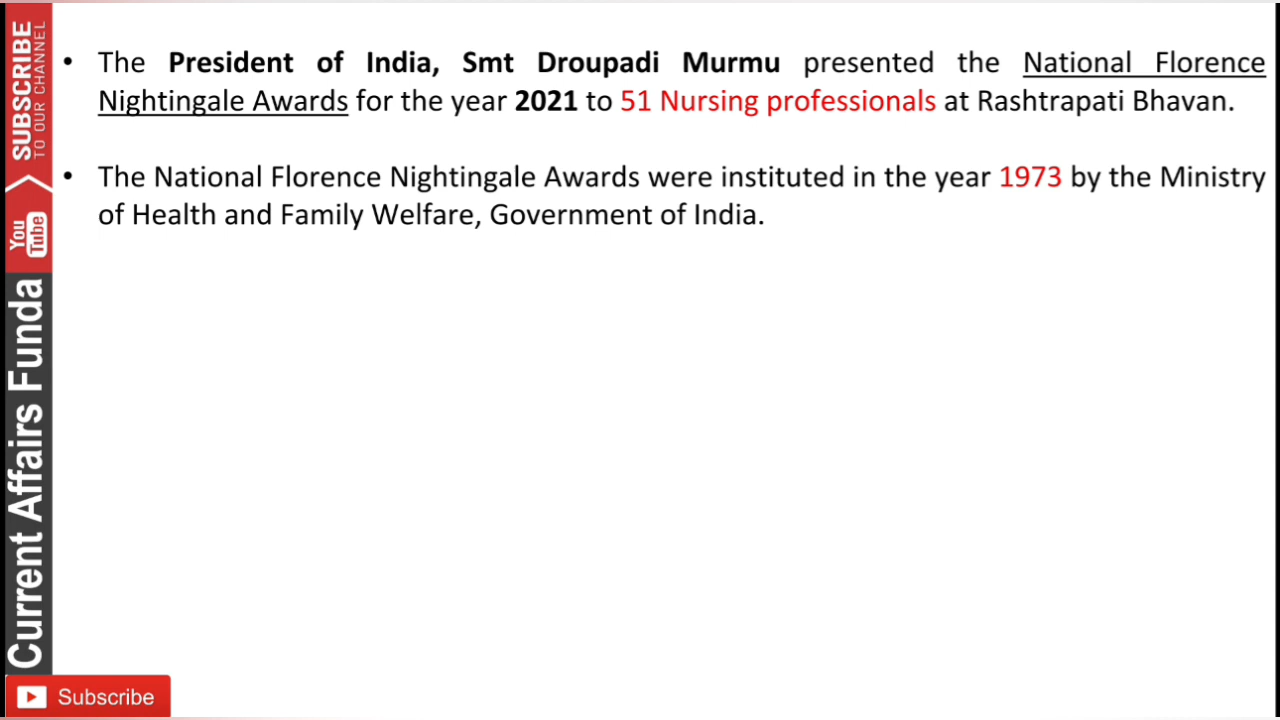 • The President of India, Smt Droupadi Murmu presented the National Florence
Nightingale Awards for the year 2021 to 51 Nursing professionals at Rashtrapati Bhavan.
• The National Florence Nightingale Awards were instituted in the year 1973 by the Ministry
of Health and Family Welfare, Government of India.
SUBSCRIBE
TO OUR CHANNEL
You
Tube
Current Affairs Funda
Subscribe